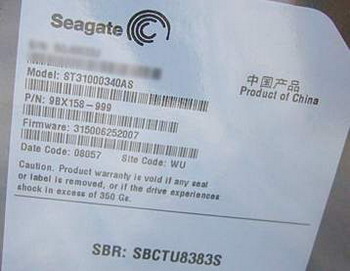 Seagate
Model: ST31000340AS
P/N: 9BX158-999
中国产品
Product of China
Firmware: 315006252007
Date Code: 08057 Site Code: WU
Caution. Product warranty is void if any seal
or label is removed, or if the drive experiences
shock in excess of 350 Gs.
SBR: SBCTU8383S